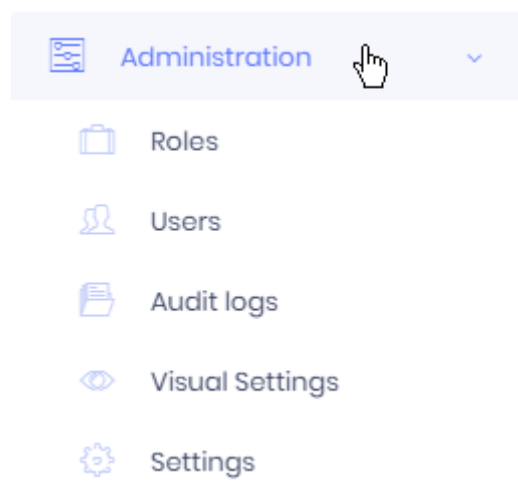 Administration
Roles
Users
Audit logs
Visual Settings
Settings